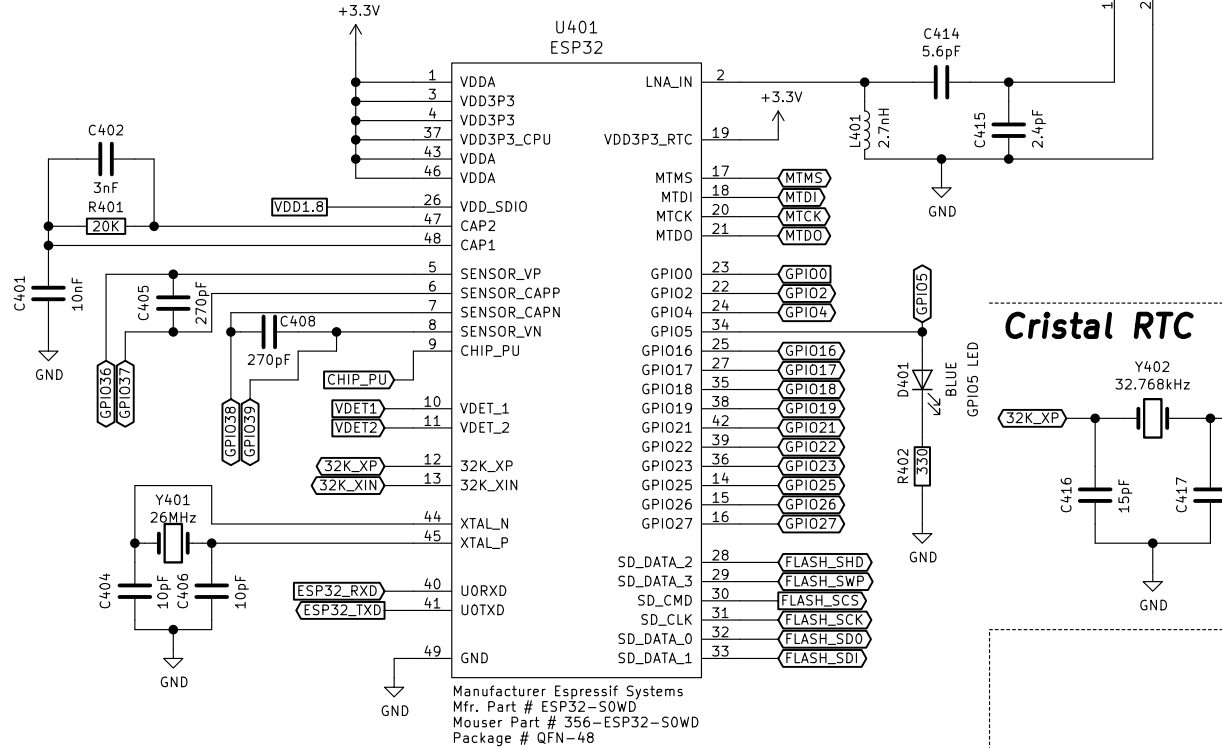 +3.3V
U401
ESP32
1 VDDA
3 VDD3P3
4 VDD3P3
37 VDD3P3_CPU
43 VDDA
46 VDDA
VDD1.8 26 VDD_SDIO
47 CAP2
48 CAP1
5 SENSOR_VP
6 SENSOR_CAPP
7 SENSOR_CAPN
8 SENSOR_VN
9 CHIP_PU
CHIP_PU
VDET1 10 VDET_1
VDET2 11 VDET_2
32K_XP 12 32K_XP
32K_XIN 13 32K_XIN
44 XTAL_N
45 XTAL_P
ESP32_RXD 40 U0RXD
ESP32_TXD 41 U0TXD
49 GND
GND
C402
3nF
R401
20K
C401
10nF
GND
C405
270pF
C408
270pF
GPIO36
GPIO37
GPIO38
GPIO39
Y401
26MHz
C404
10pF
C406
10pF
GND
LNA_IN 2
VDD3P3_RTC 19
+3.3V
MTMS 17 MTMS
MTDI 18 MTDI
MTCK 20 MTCK
MTDO 21 MTDO
GPIO0 23 GPIO0
GPIO2 22 GPIO2
GPIO4 24 GPIO4
GPIO5 34
GPIO16 25 GPIO16
GPIO17 27 GPIO17
GPIO18 35 GPIO18
GPIO19 38 GPIO19
GPIO21 42 GPIO21
GPIO22 39 GPIO22
GPIO23 36 GPIO23
GPIO25 14 GPIO25
GPIO26 15 GPIO26
GPIO27 16 GPIO27
SD_DATA_2 28 FLASH_SHD
SD_DATA_3 29 FLASH_SWP
SD_CMD 30 FLASH_SCS
SD_CLK 31 FLASH_SCK
SD_DATA_0 32 FLASH_SDO
SD_DATA_1 33 FLASH_SDI
Manufacturer Espressif Systems
Mfr. Part # ESP32-S0WD
Mouser Part # 356-ESP32-S0WD
Package # QFN-48
C414
5.6pF
L401
2.7nH
C415
2.4pF
GND
1
2
GPIO5
D401
BLUE
GPIO5 LED
R402
330
GND
Cristal RTC
Y402
32.768kHz
32K_XP
C416
15pF
C417
GND